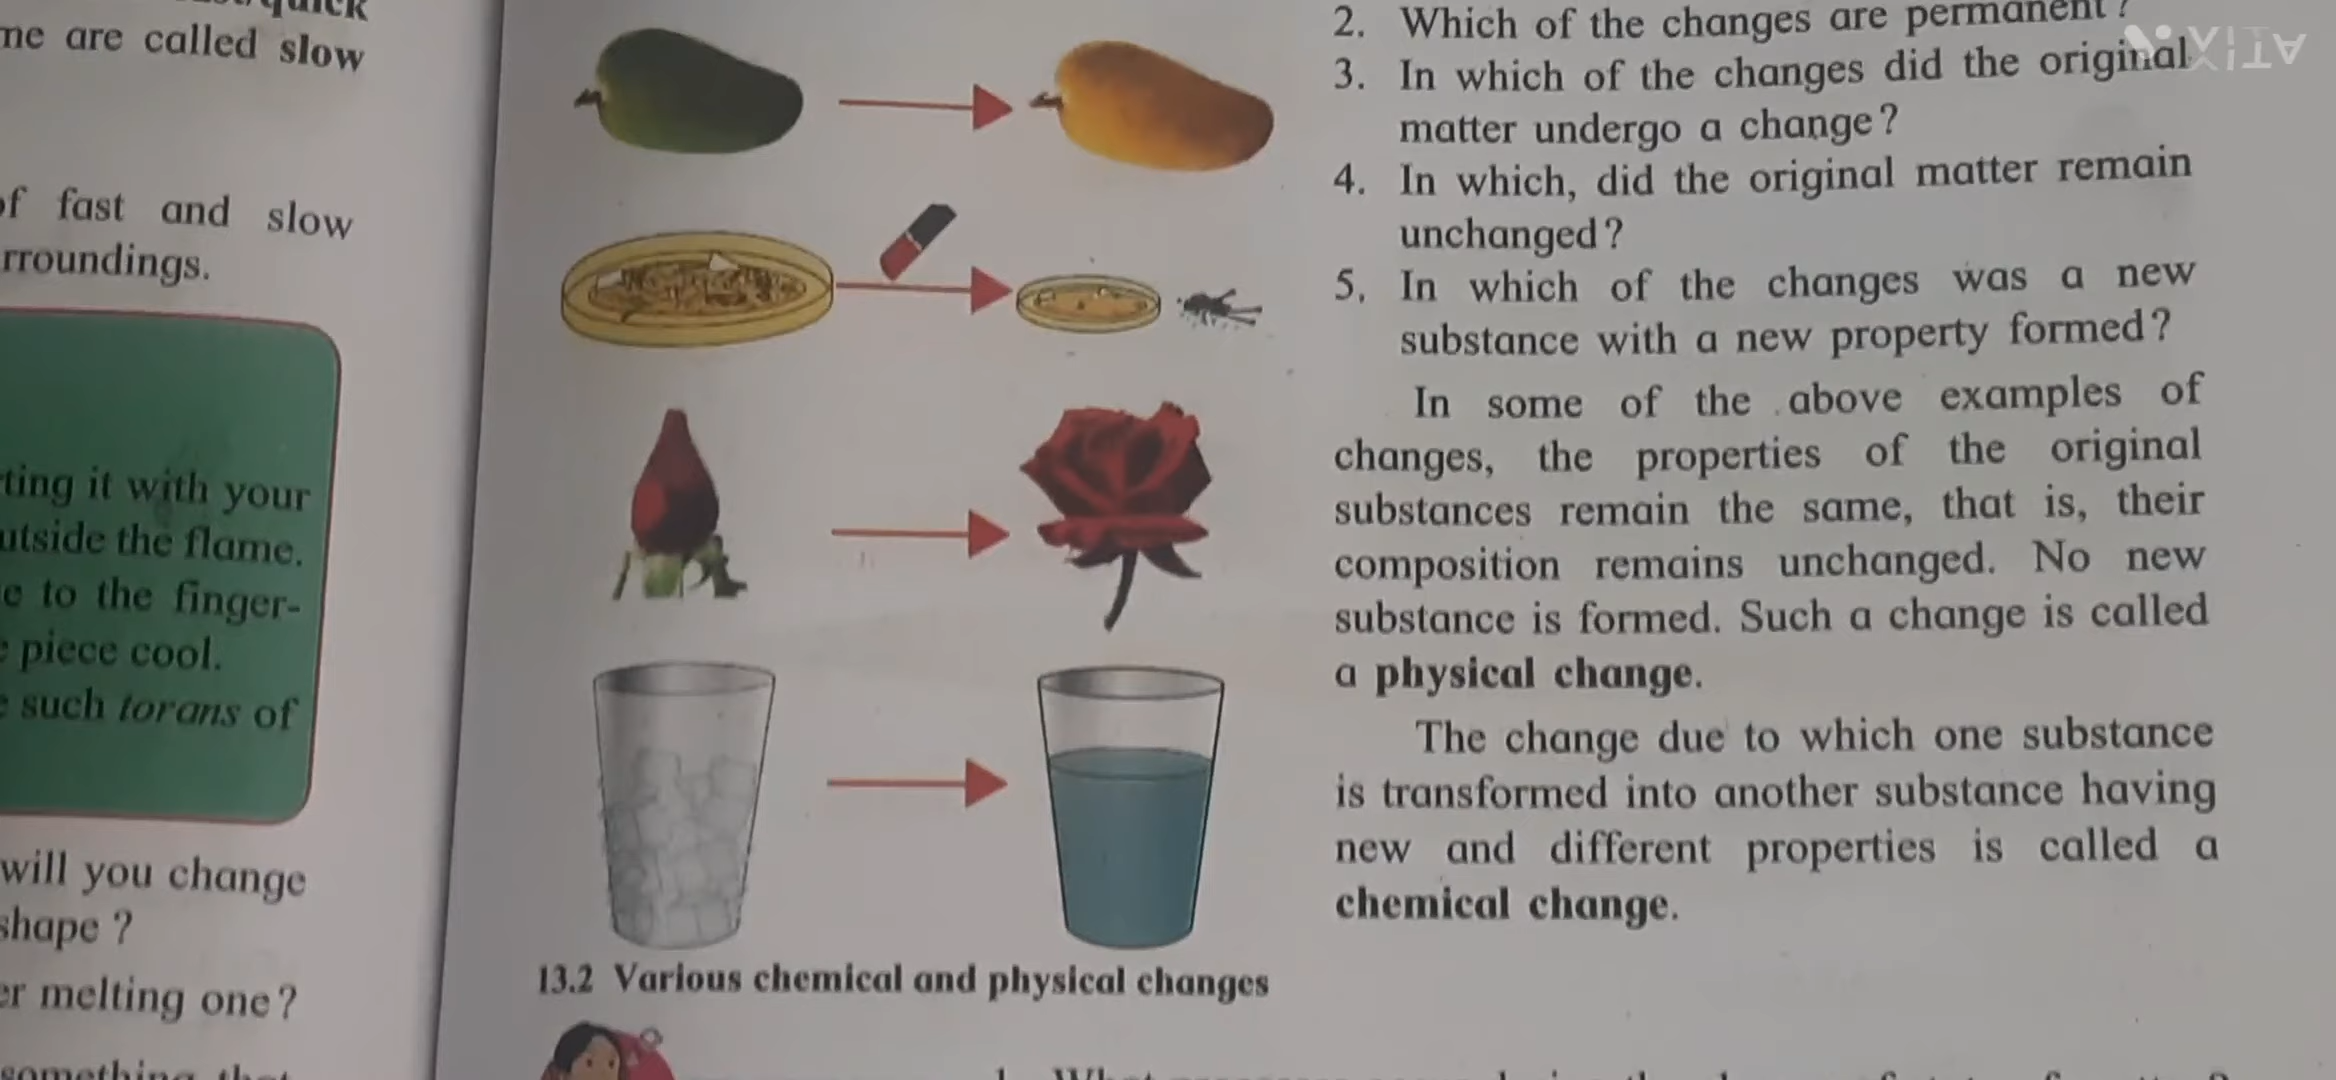 me are called slow
of fast and slow
rroundings.
ting it with your
utside the flame.
e to the finger-
piece cool.
such torans of
will you change
shape ?
er melting one ?
something that
13.2 Various chemical and physical changes
2. Which of the changes are permanent ?
3. In which of the changes did the original
matter undergo a change ?
4. In which, did the original matter remain
unchanged ?
5. In which of the changes was a new
substance with a new property formed ?
In some of the above examples of
changes, the properties of the original
substances remain the same, that is, their
composition remains unchanged. No new
substance is formed. Such a change is called
a physical change.
The change due to which one substance
is transformed into another substance having
new and different properties is called a
chemical change.